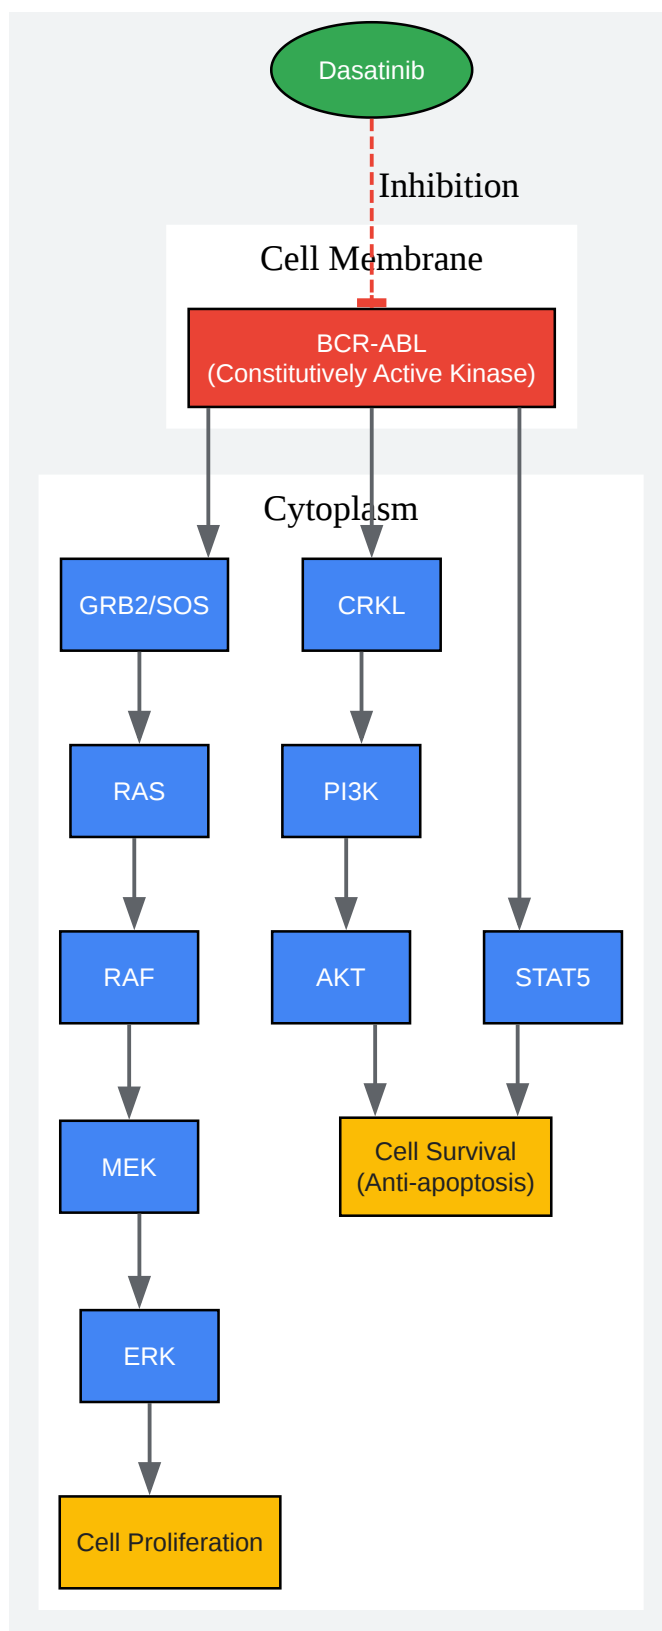 Dasatinib
Inhibition
Cell Membrane
BCR-ABL
(Constitutively Active Kinase)
Cytoplasm
GRB2/SOS
CRKL
RAS
PI3K
RAF
AKT
STAT5
MEK
Cell Survival
(Anti-apoptosis)
ERK
Cell Proliferation